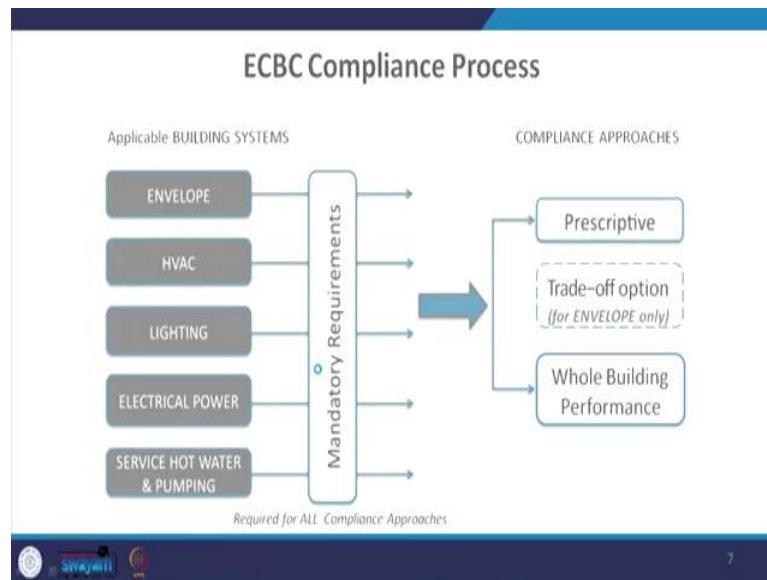 ECBC Compliance Process
Applicable BUILDING SYSTEMS
COMPLIANCE APPROACHES
ENVELOPE
HVAC
LIGHTING
ELECTRICAL POWER
SERVICE HOT WATER
& PUMPING
Mandatory Requirements
Required for ALL Compliance Approaches
Prescriptive
Trade-off option
(for ENVELOPE only)
Whole Building
Performance
swayam
7